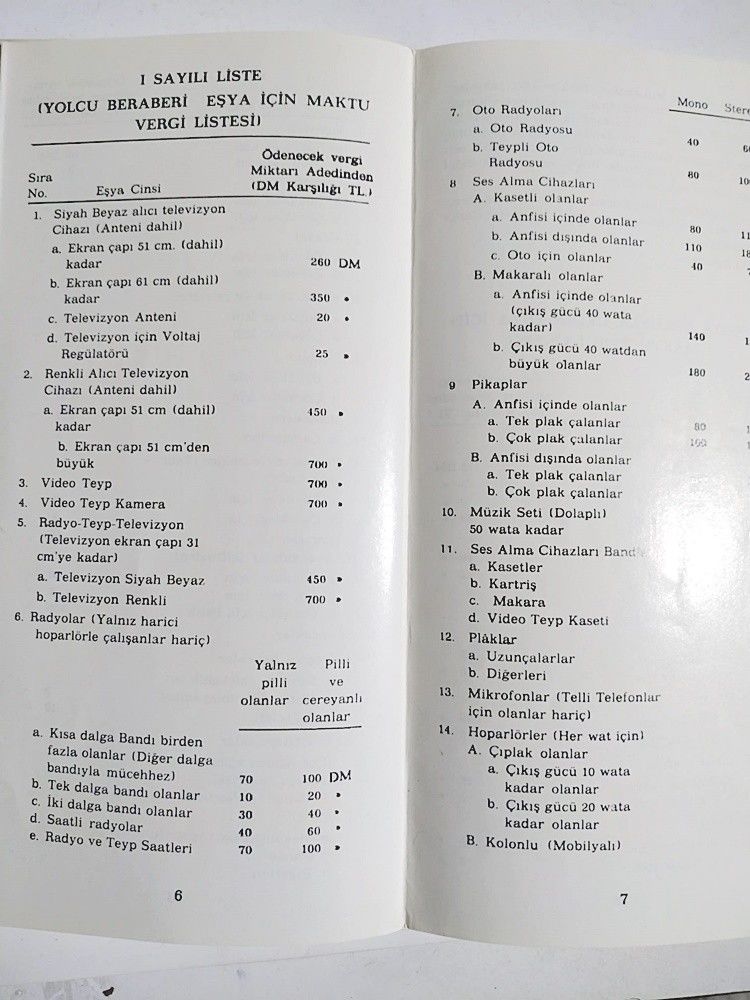 I SAYILI LİSTE
(YOLCU BERABERİ EŞYA İÇİN MAKTU
VERGİ LİSTESİ)
Ödenecek vergi
Sıra Miktarı Adedinden
No. Eşya Cinsi (DM Karşılığı TL.)
1. Siyah Beyaz alıcı televizyon
Cihazı (Anteni dahil)
a. Ekran çapı 51 cm. (dahil)
kadar 260 DM
b. Ekran çapı 61 cm (dahil)
kadar 350 "
c. Televizyon Anteni 20 "
d. Televizyon için Voltaj
Regülatörü 25 "
2. Renkli Alıcı Televizyon
Cihazı (Anteni dahil)
a. Ekran çapı 51 cm (dahil) 450 "
kadar
b. Ekran çapı 51 cm'den
büyük 700 "
3. Video Teyp 700 "
4. Video Teyp Kamera 700 "
5. Radyo-Teyp-Televizyon
(Televizyon ekran çapı 31
cm'ye kadar)
a. Televizyon Siyah Beyaz 450 "
b. Televizyon Renkli 700 "
6. Radyolar (Yalnız harici
hoparlörle çalışanlar hariç)
Yalnız Pilli
pilli ve
olanlar cereyanlı
olanlar
a. Kısa dalga Bandı birden
fazla olanlar (Diğer dalga
bandıyla mücehhez) 70 100 DM
b. Tek dalga bandı olanlar 10 20 "
c. İki dalga bandı olanlar 30 40 "
d. Saatli radyolar 40 60 "
e. Radyo ve Teyp Saatleri 70 100 "
6
Mono
7. Oto Radyoları
a. Oto Radyosu 40
b. Teypli Oto
Radyosu 80
8 Ses Alma Cihazları
A. Kasetli olanlar
a. Anfisi içinde olanlar 80
b. Anfisi dışında olanlar 110
c. Oto için olanlar 40
B. Makaralı olanlar
a. Anfisi içinde olanlar
(çıkış gücü 40 wata
kadar) 140
b. Çıkış gücü 40 watdan
büyük olanlar 180
9 Pikaplar
A. Anfisi içinde olanlar
a. Tek plak çalanlar 80
b. Çok plak çalanlar 100
B. Anfisi dışında olanlar
a. Tek plak çalanlar
b. Çok plak çalanlar
10. Müzik Seti (Dolaplı)
50 wata kadar
11. Ses Alma Cihazları Band
a. Kasetler
b. Kartriş
c. Makara
d. Video Teyp Kaseti
12. Plâklar
a. Uzunçalarlar
b. Diğerleri
13. Mikrofonlar (Telli Telefonlar
için olanlar hariç)
14. Hoparlörler (Her wat için)
A. Çıplak olanlar
a. Çıkış gücü 10 wata
kadar olanlar
b. Çıkış gücü 20 wata
kadar olanlar
B. Kolonlu (Mobilyalı)
7